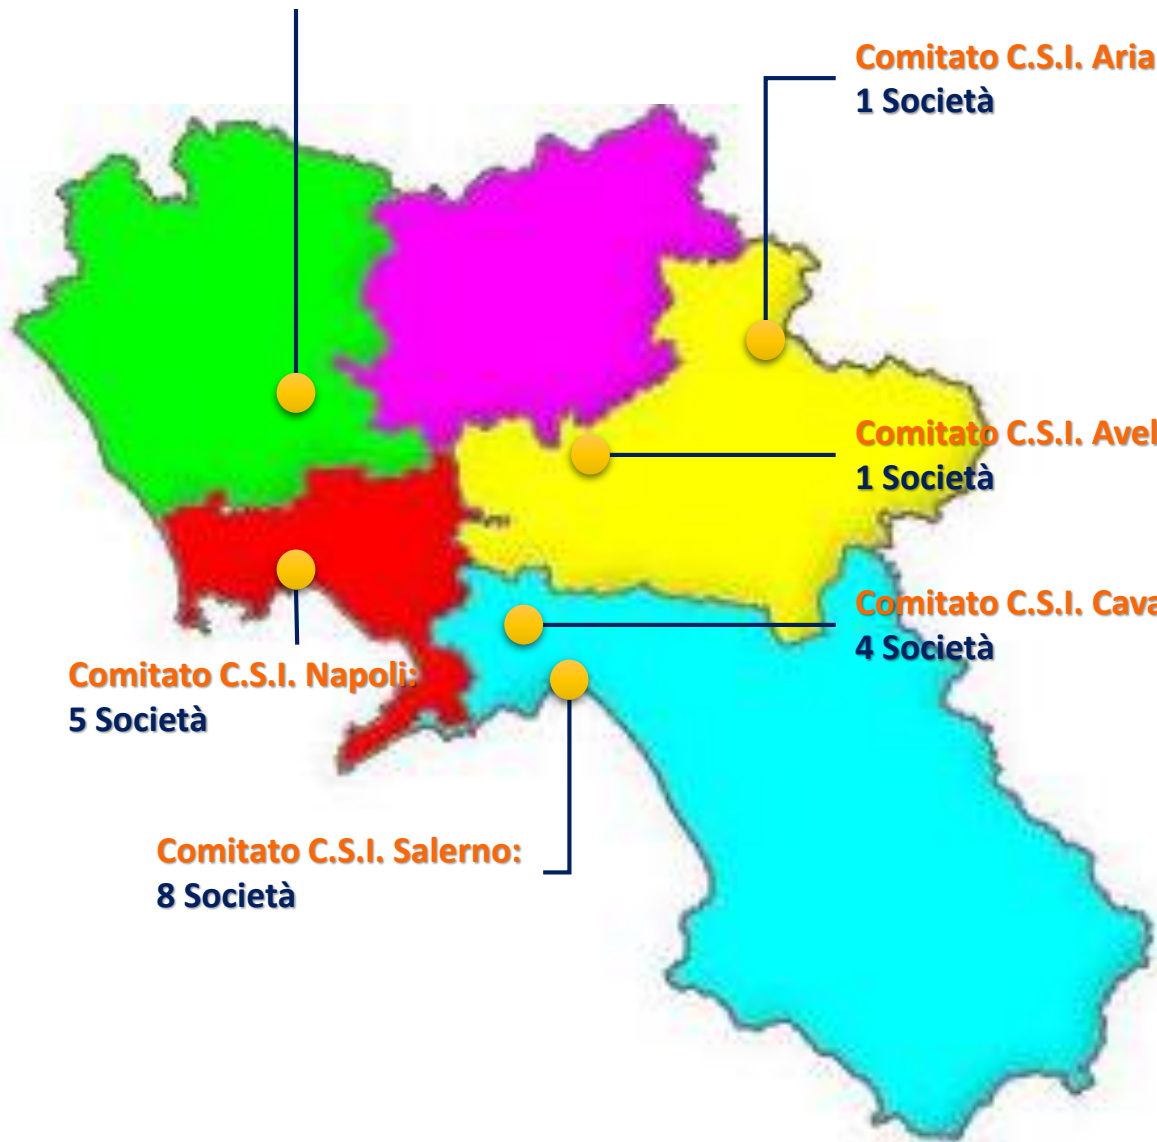 Comitato C.S.I. Aria
1 Società
Comitato C.S.I. Avel
1 Società
Comitato C.S.I. Cava
4 Società
Comitato C.S.I. Napoli:
5 Società
Comitato C.S.I. Salerno:
8 Società